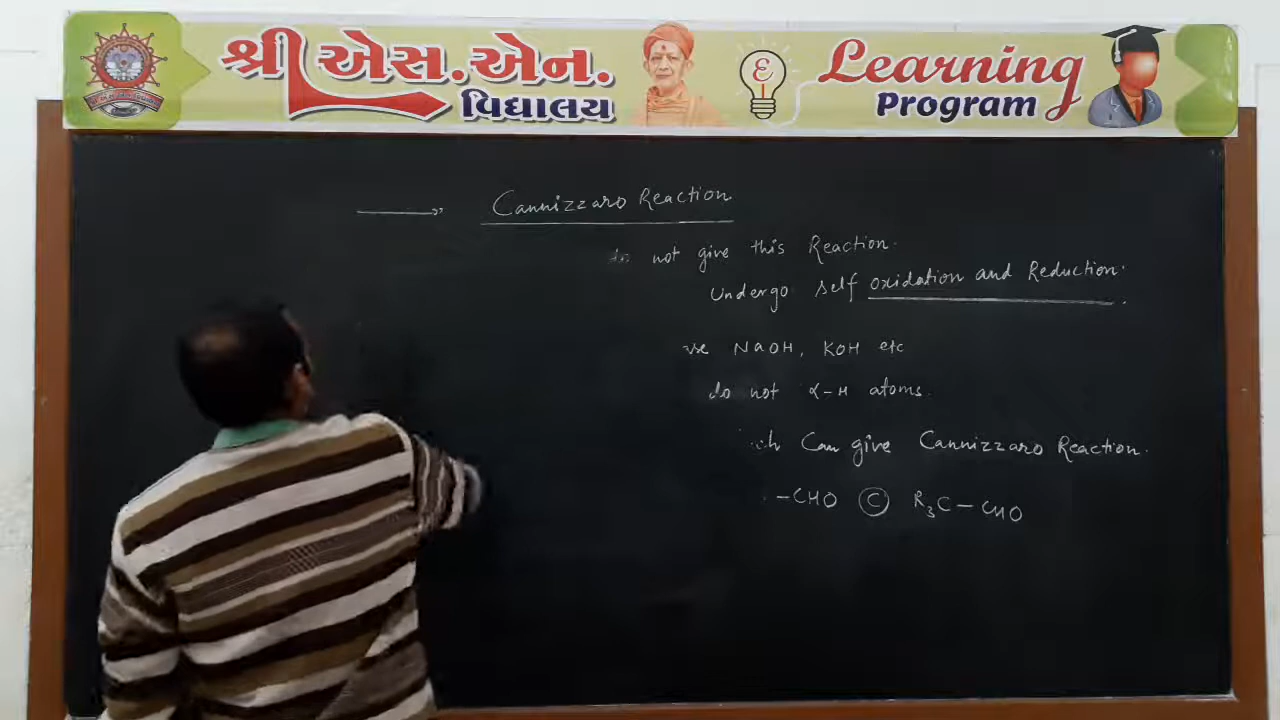 શ્રી એસ.એન.
વિદ્યાલય
Learning
Program
Cannizzaro Reaction
not give this Reaction.
Undergo self oxidation and Reduction.
NaOH, KOH etc
do not α-H atoms.
Can give Cannizzaro Reaction.
-CHO Ⓒ R₃C-CHO